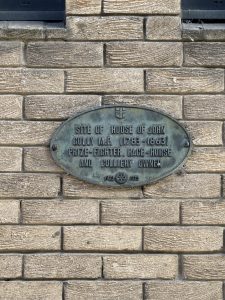 SITE OF HOUSE OF JOHN
GULLY M.P. (1783-1863)
PRIZE-FIGHTER, RACE-HORSE
AND COLLIERY OWNER